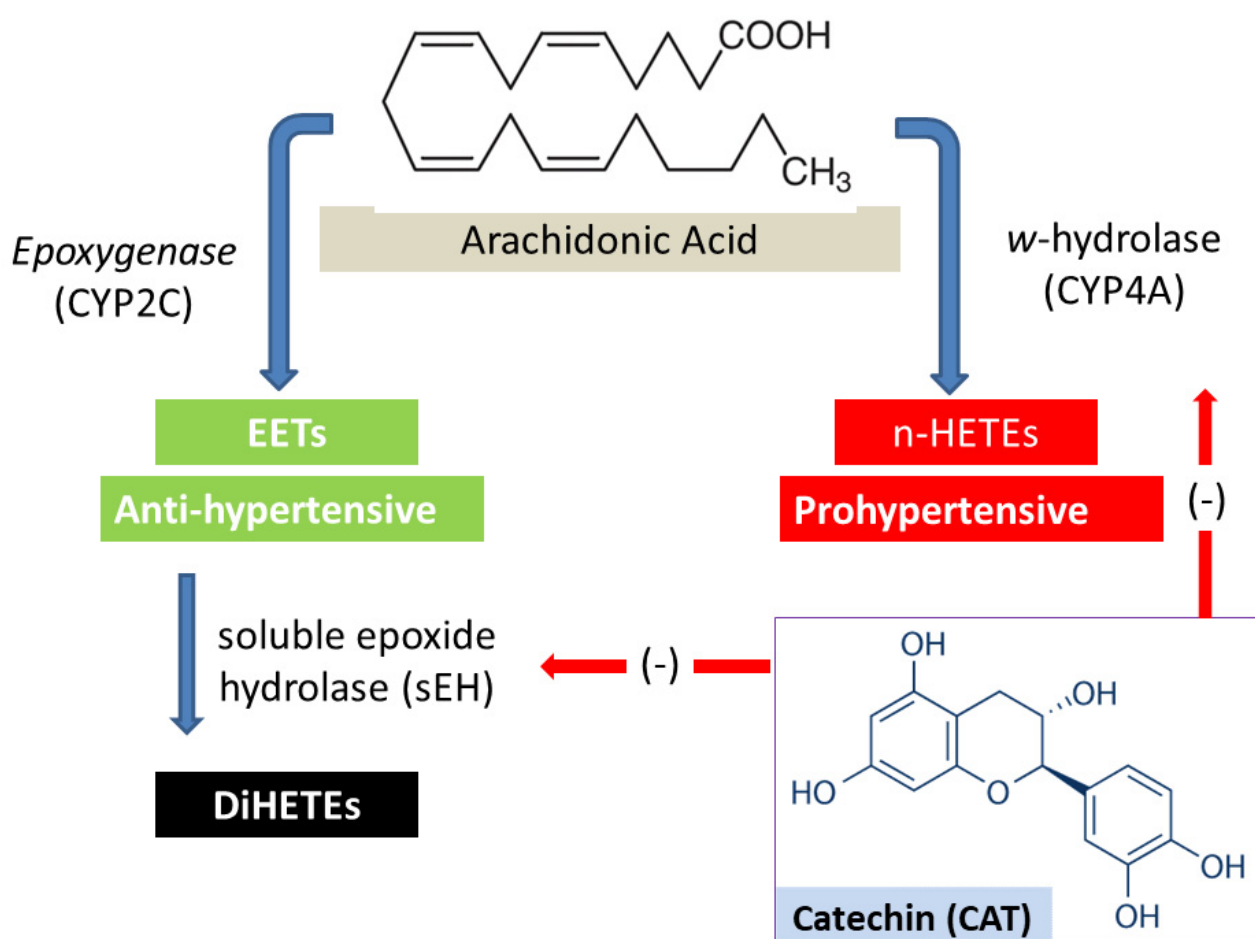 COOH
CH3
Arachidonic Acid
Epoxygenase
(CYP2C)
w-hydrolase
(CYP4A)
EETs
Anti-hypertensive
n-HETEs
Prohypertensive
(-)
soluble epoxide
hydrolase (sEH)
(-)
DiHETEs
OH
OH
HO
O
OH
OH
Catechin (CAT)